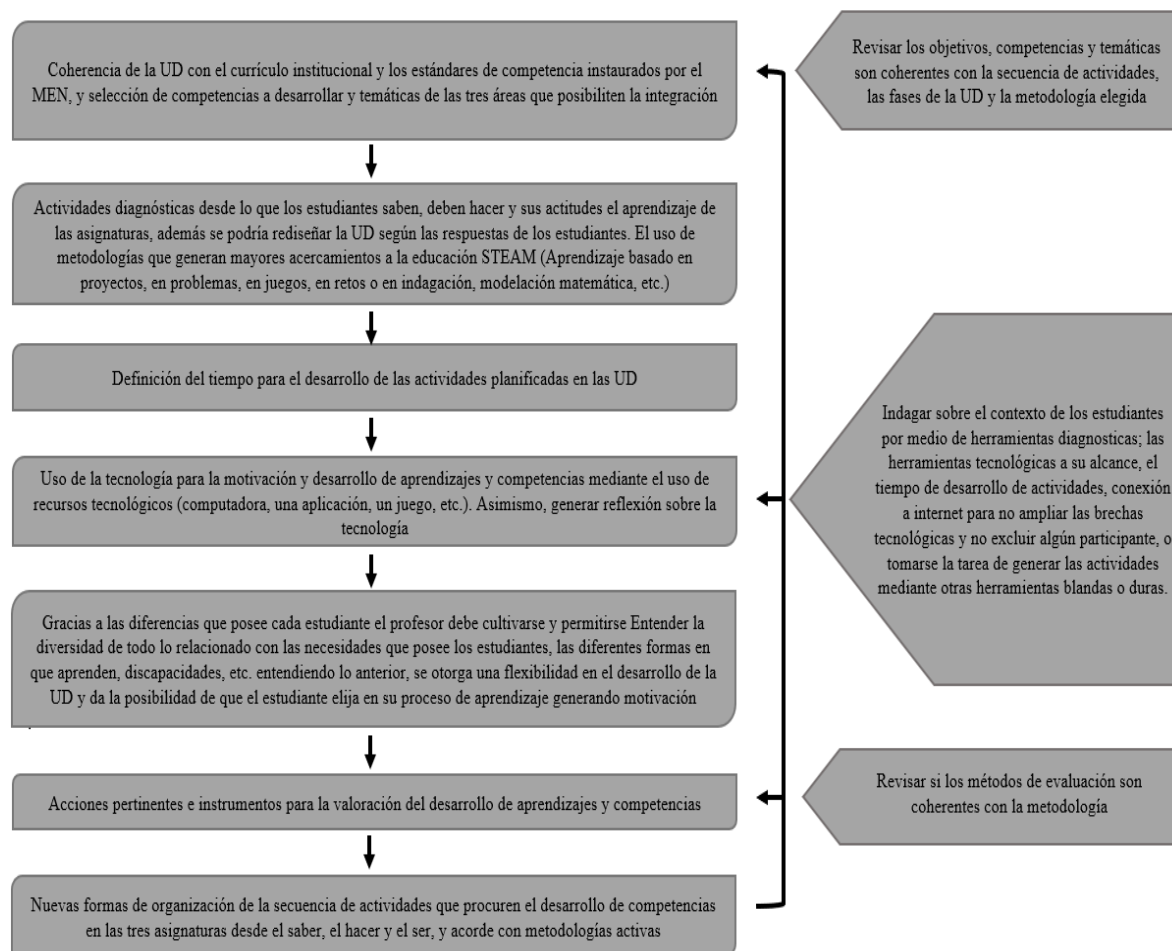 Coherencia de la UD con el currículo institucional y los estándares de competencia instaurados por el
MEN, y selección de competencias a desarrollar y temáticas de las tres áreas que posibiliten la integración
Revisar los objetivos, competencias y temáticas
son coherentes con la secuencia de actividades,
las fases de la UD y la metodología elegida
Actividades diagnósticas desde lo que los estudiantes saben, deben hacer y sus actitudes el aprendizaje de
las asignaturas, además se podría rediseñar la UD según las respuestas de los estudiantes. El uso de
metodologías que generan mayores acercamientos a la educación STEAM (Aprendizaje basado en
proyectos, en problemas, en juegos, en retos o en indagación, modelación matemática, etc.)
Definición del tiempo para el desarrollo de las actividades planificadas en las UD
Uso de la tecnología para la motivación y desarrollo de aprendizajes y competencias mediante el uso de
recursos tecnológicos (computadora, una aplicación, un juego, etc.). Asimismo, generar reflexión sobre la
tecnología
Indagar sobre el contexto de los estudiantes
por medio de herramientas diagnosticas; las
herramientas tecnológicas a su alcance, el
tiempo de desarrollo de actividades, conexión
a internet para no ampliar las brechas
tecnológicas y no excluir algún participante, o
tomarse la tarea de generar las actividades
mediante otras herramientas blandas o duras.
Gracias a las diferencias que posee cada estudiante el profesor debe cultivarse y permitirse Entender la
diversidad de todo lo relacionado con las necesidades que posee los estudiantes, las diferentes formas en
que aprenden, discapacidades, etc. entendiendo lo anterior, se otorga una flexibilidad en el desarrollo de la
UD y da la posibilidad de que el estudiante elija en su proceso de aprendizaje generando motivación
Acciones pertinentes e instrumentos para la valoración del desarrollo de aprendizajes y competencias
Revisar si los métodos de evaluación son
coherentes con la metodología
Nuevas formas de organización de la secuencia de actividades que procuren el desarrollo de competencias
en las tres asignaturas desde el saber, el hacer y el ser, y acorde con metodologías activas